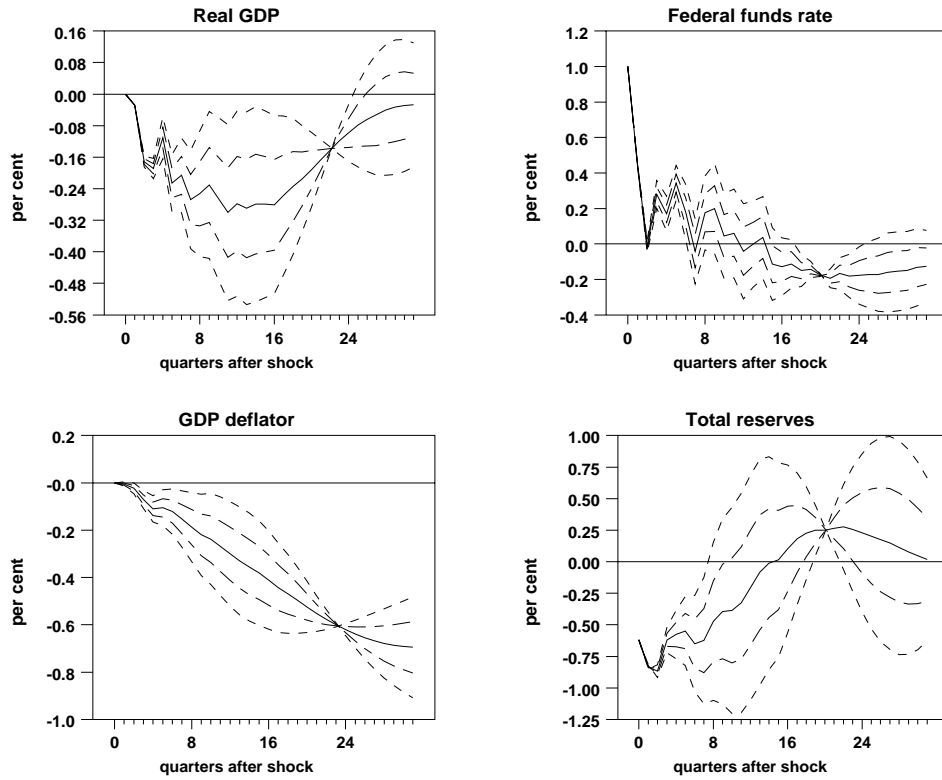 Real GDP
0.16
0.08
0.00
-0.08
-0.16
-0.24
-0.32
-0.40
-0.48
-0.56
per cent
0 8 16 24
quarters after shock
Federal funds rate
1.2
1.0
0.8
0.6
0.4
0.2
0.0
-0.2
-0.4
per cent
0 8 16 24
quarters after shock
GDP deflator
0.2
-0.0
-0.2
-0.4
-0.6
-0.8
-1.0
per cent
0 8 16 24
quarters after shock
Total reserves
1.00
0.75
0.50
0.25
0.00
-0.25
-0.50
-0.75
-1.00
-1.25
per cent
0 8 16 24
quarters after shock